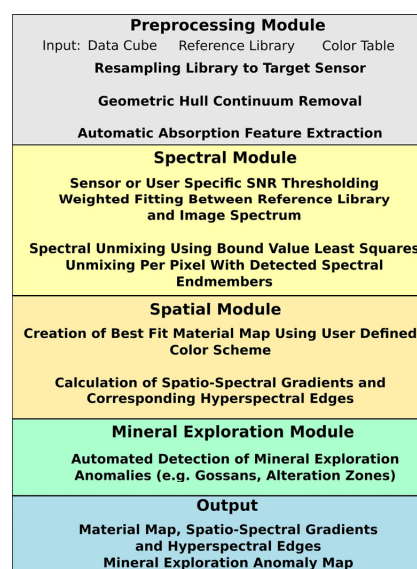 Preprocessing Module
Input: Data Cube Reference Library Color Table
Resampling Library to Target Sensor
Geometric Hull Continuum Removal
Automatic Absorption Feature Extraction
Spectral Module
Sensor or User Specific SNR Thresholding
Weighted Fitting Between Reference Library
and Image Spectrum
Spectral Unmixing Using Bound Value Least Squares
Unmixing Per Pixel With Detected Spectral
Endmembers
Spatial Module
Creation of Best Fit Material Map Using User Defined
Color Scheme
Calculation of Spatio-Spectral Gradients and
Corresponding Hyperspectral Edges
Mineral Exploration Module
Automated Detection of Mineral Exploration
Anomalies (e.g. Gossans, Alteration Zones)
Output
Material Map, Spatio-Spectral Gradients
and Hyperspectral Edges
Mineral Exploration Anomaly Map